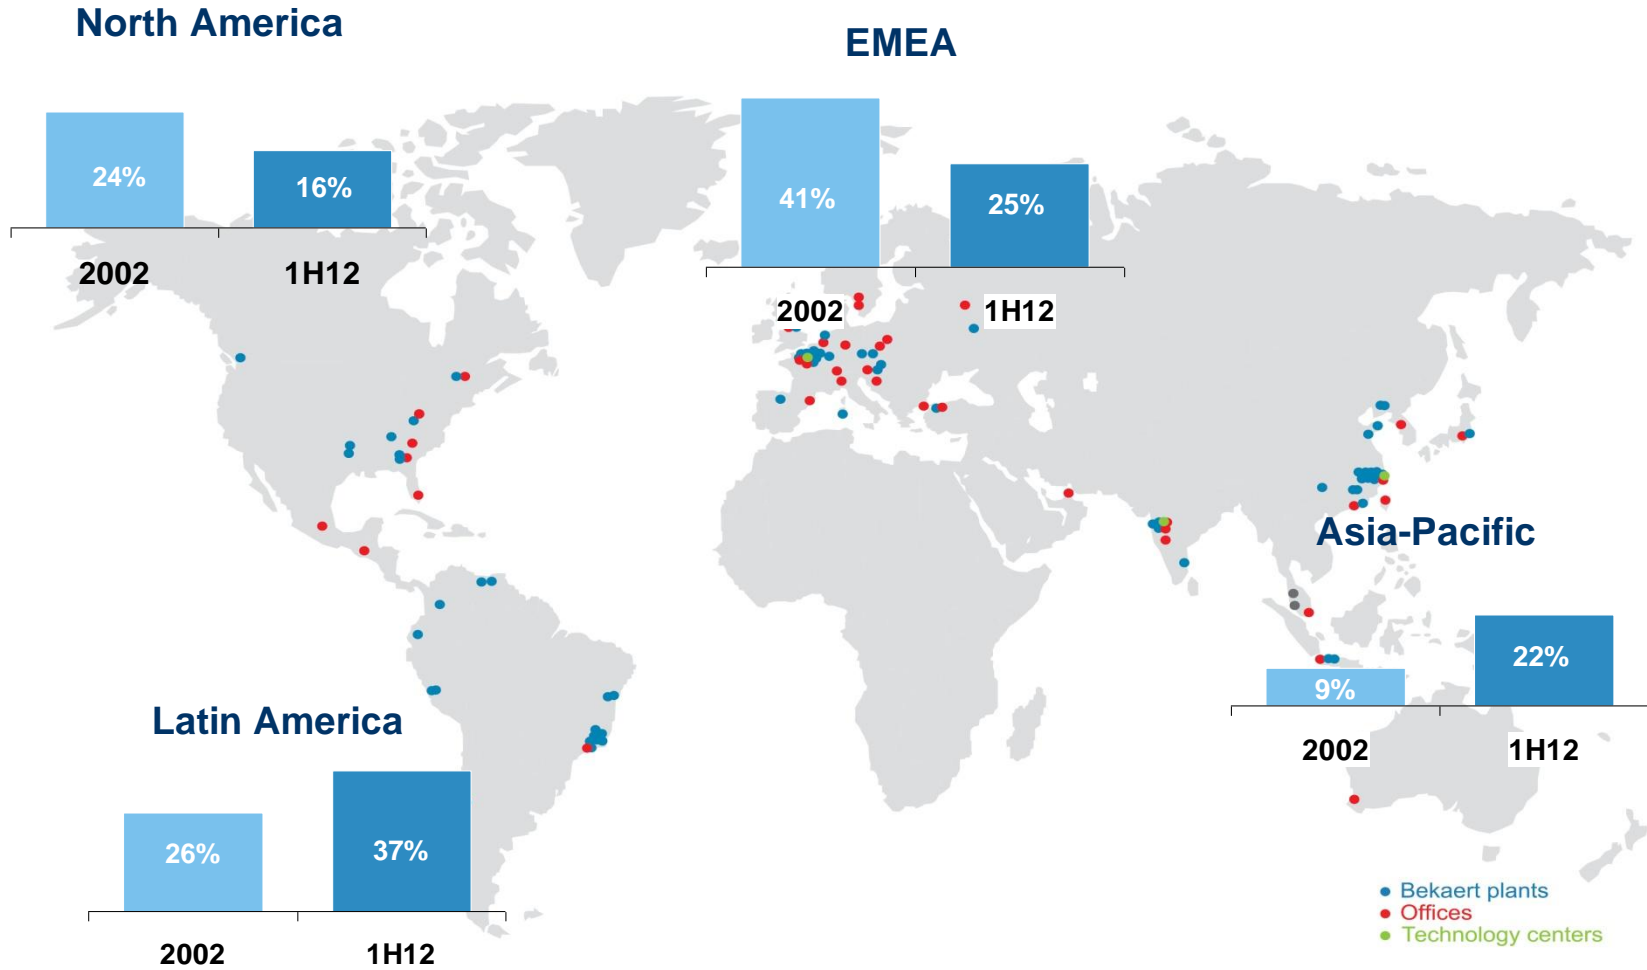 North America
EMEA
24%
16%
2002
1H12
41%
25%
2002
1H12
Asia-Pacific
9%
22%
2002
1H12
Latin America
26%
37%
2002
1H12
Bekaert plants
Offices
Technology centers